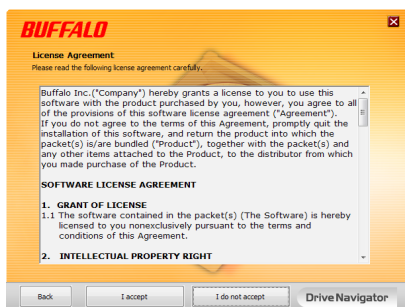 BUFFALO
License Agreement
Please read the following license agreement carefully.
Buffalo Inc.("Company") hereby grants a license to you to use this
software with the product purchased by you, however, you agree to all
of the provisions of this software license agreement ("Agreement").
If you do not agree to the terms of this Agreement, promptly quit the
installation of this software, and return the product into which the
packet(s) is/are bundled ("Product"), together with the packet(s) and
any other items attached to the Product, to the distributor from which
you made purchase of the Product.
SOFTWARE LICENSE AGREEMENT
1. GRANT OF LICENSE
1.1 The software contained in the packet(s) (The Software) is hereby
licensed to you nonexclusively pursuant to the terms and
conditions of this Agreement.
2. INTELLECTUAL PROPERTY RIGHT
Back I accept I do not accept DriveNavigator